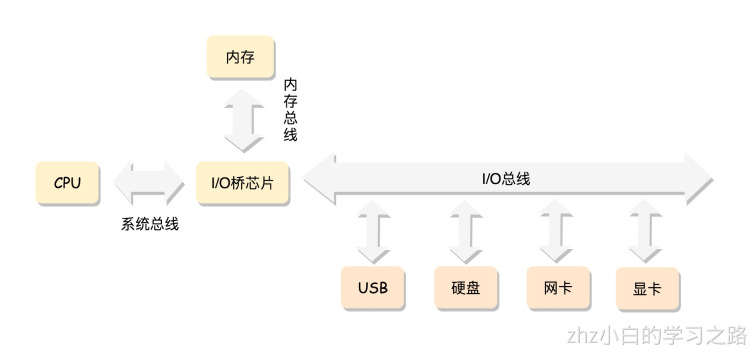 内存
内存总线
CPU
I/O桥芯片
I/O总线
系统总线
USB
硬盘
网卡
显卡
zhz小白的学习之路